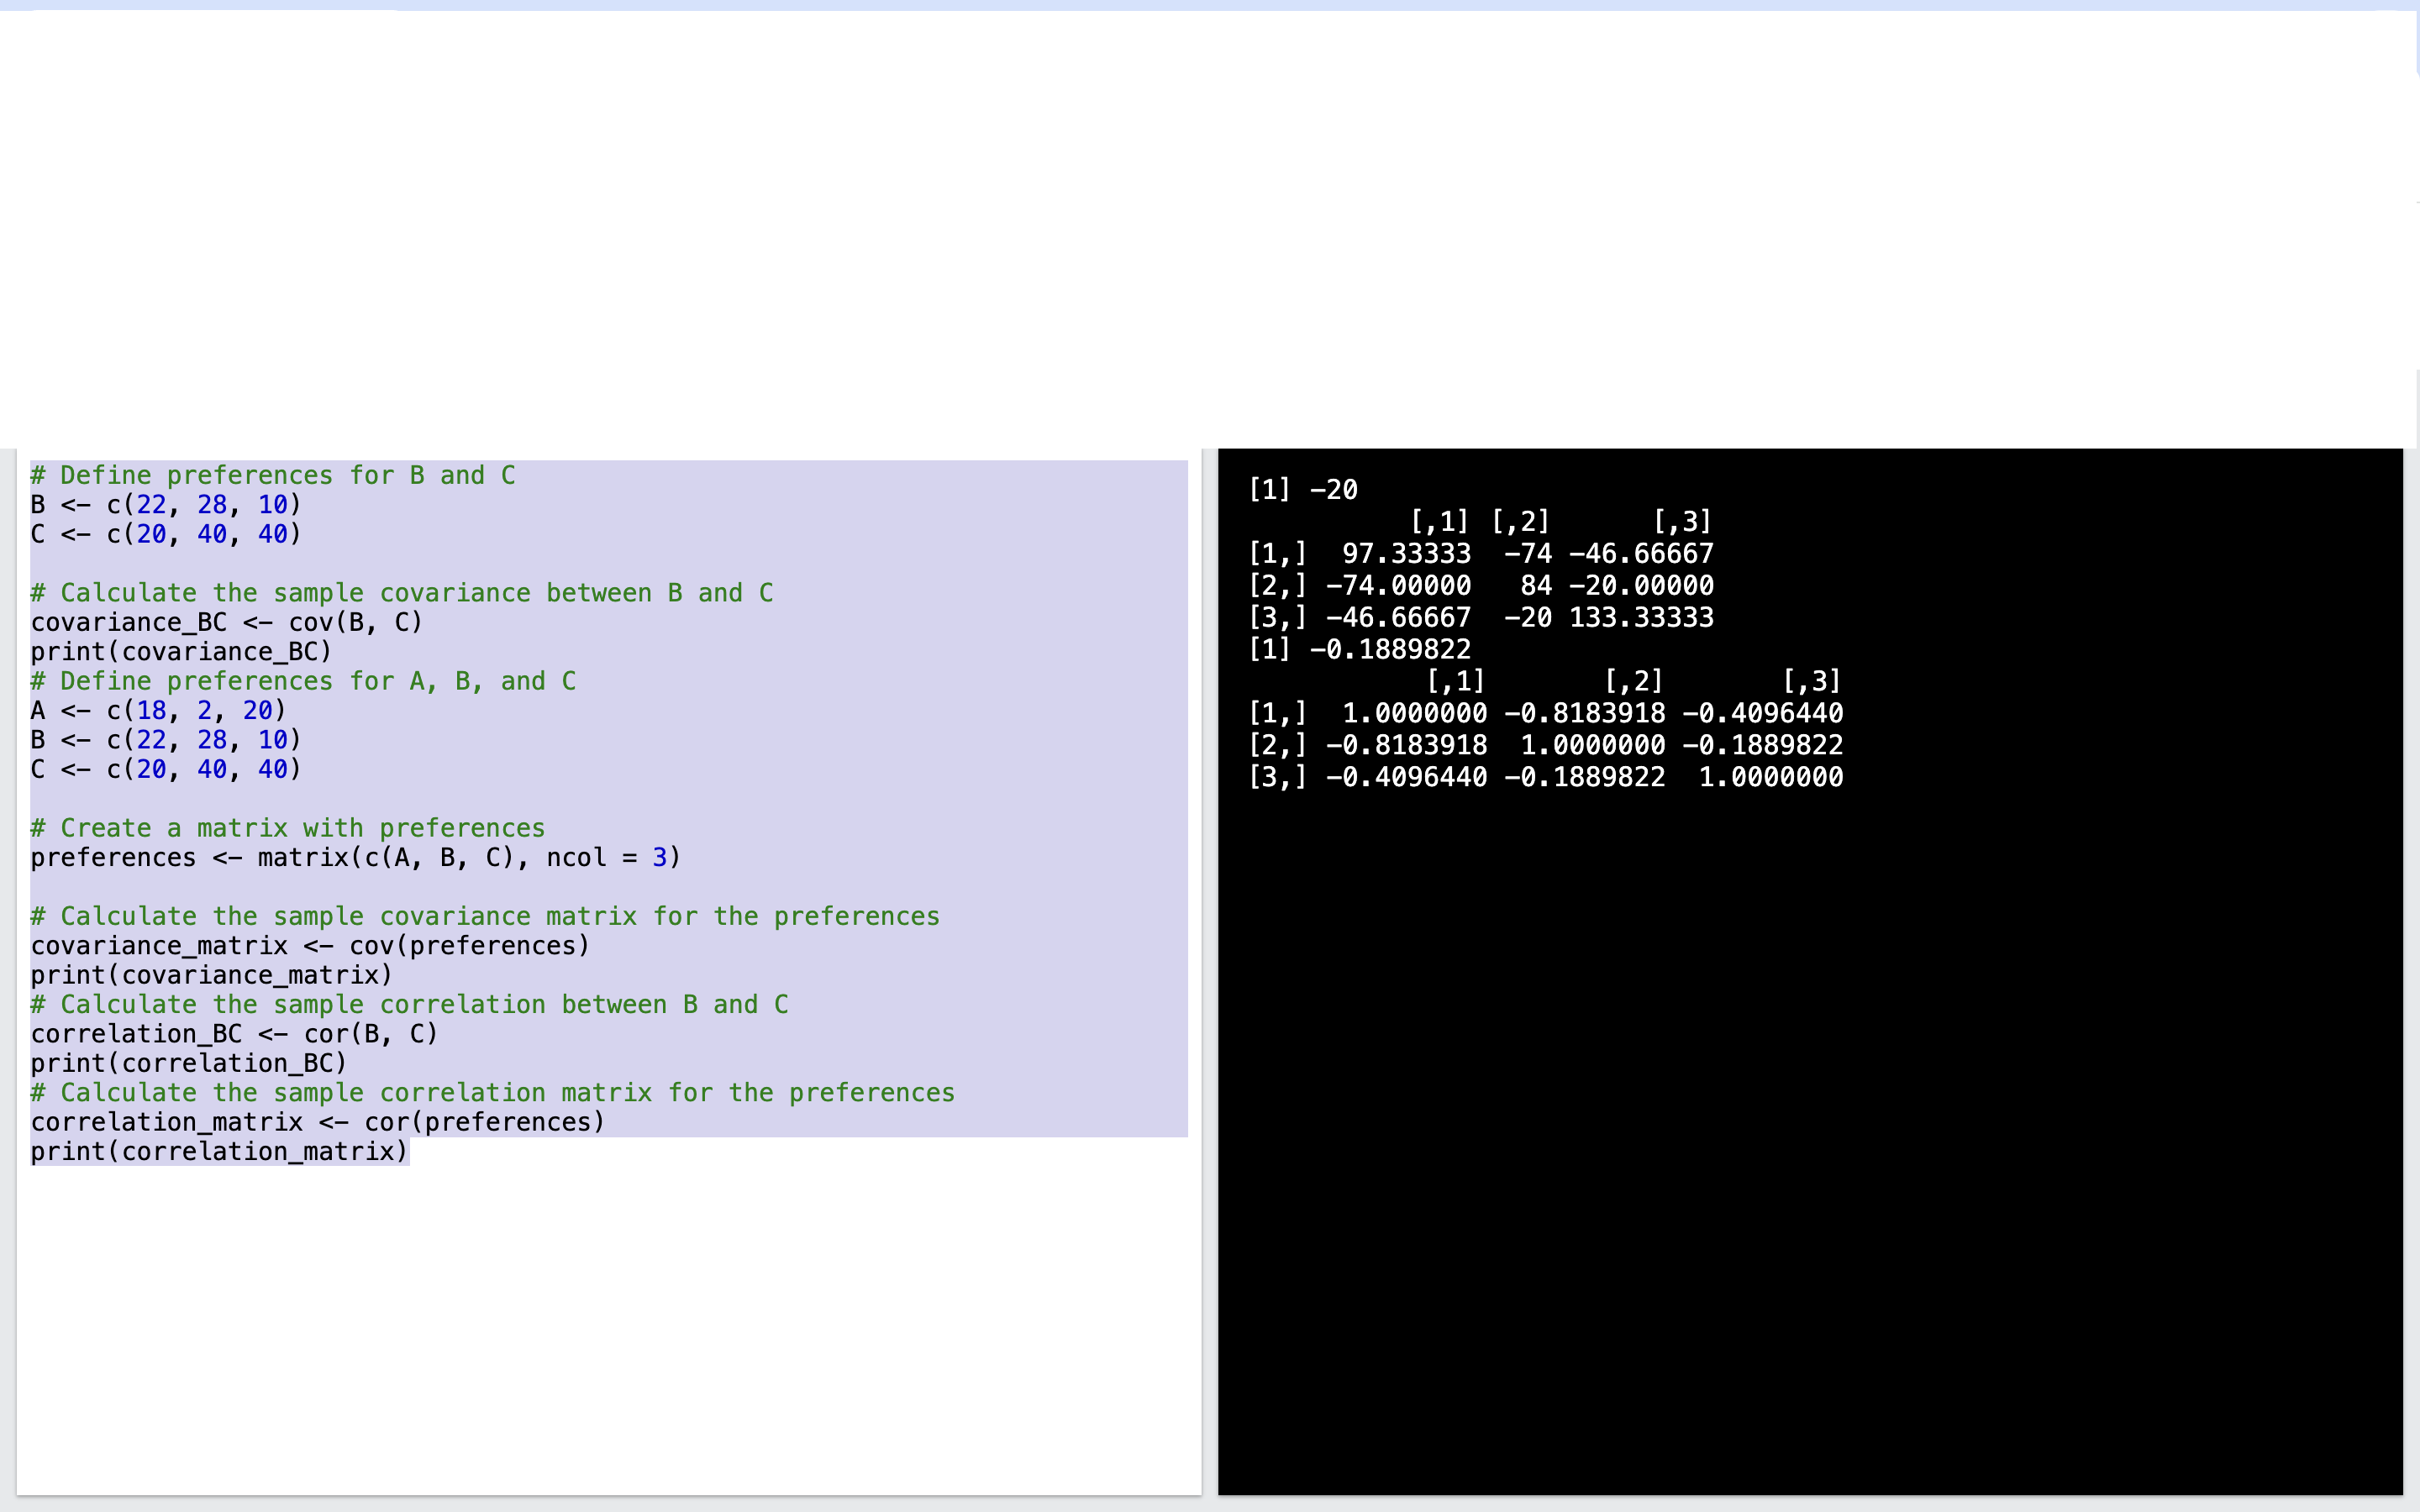 # Define preferences for B and C
B <- c(22, 28, 10)
C <- c(20, 40, 40)

# Calculate the sample covariance between B and C
covariance_BC <- cov(B, C)
print(covariance_BC)
# Define preferences for A, B, and C
A <- c(18, 2, 20)
B <- c(22, 28, 10)
C <- c(20, 40, 40)

# Create a matrix with preferences
preferences <- matrix(c(A, B, C), ncol = 3)

# Calculate the sample covariance matrix for the preferences
covariance_matrix <- cov(preferences)
print(covariance_matrix)
# Calculate the sample correlation between B and C
correlation_BC <- cor(B, C)
print(correlation_BC)
# Calculate the sample correlation matrix for the preferences
correlation_matrix <- cor(preferences)
print(correlation_matrix)
[1] -20
          [,1] [,2]       [,3]
[1,]  97.33333  -74 -46.66667
[2,] -74.00000   84 -20.00000
[3,] -46.66667  -20 133.33333
[1] -0.1889822
           [,1]       [,2]       [,3]
[1,]  1.0000000 -0.8183918 -0.4096440
[2,] -0.8183918  1.0000000 -0.1889822
[3,] -0.4096440 -0.1889822  1.0000000